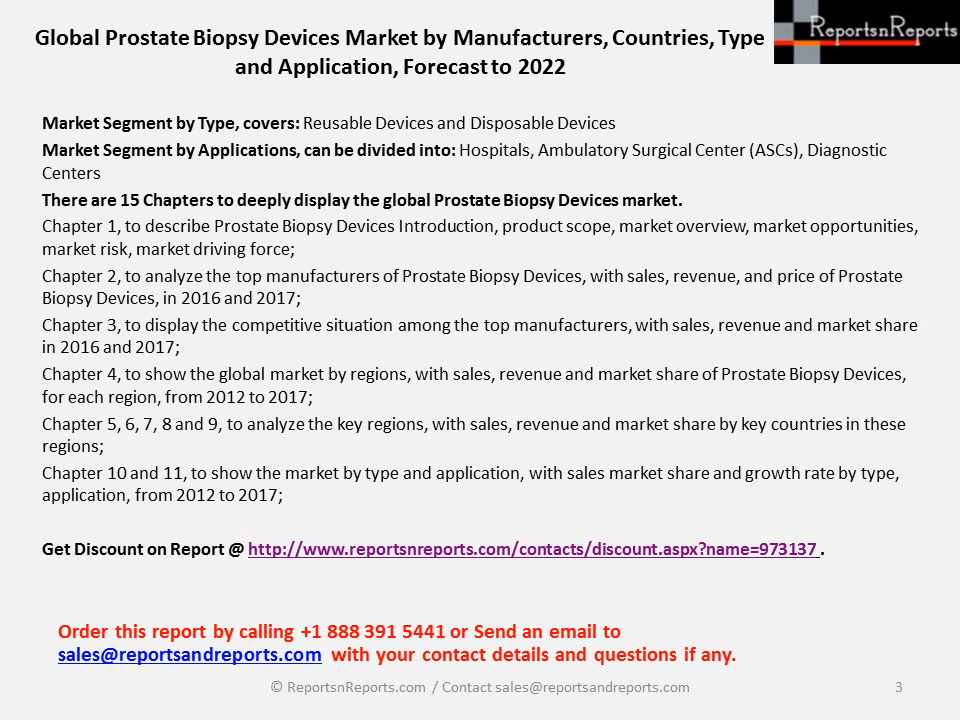 Global Prostate Biopsy Devices Market by Manufacturers, Countries, Type
and Application, Forecast to 2022
ReportsnReports
Market Segment by Type, covers: Reusable Devices and Disposable Devices
Market Segment by Applications, can be divided into: Hospitals, Ambulatory Surgical Center (ASCs), Diagnostic
Centers
There are 15 Chapters to deeply display the global Prostate Biopsy Devices market.
Chapter 1, to describe Prostate Biopsy Devices Introduction, product scope, market overview, market opportunities,
market risk, market driving force;
Chapter 2, to analyze the top manufacturers of Prostate Biopsy Devices, with sales, revenue, and price of Prostate
Biopsy Devices, in 2016 and 2017;
Chapter 3, to display the competitive situation among the top manufacturers, with sales, revenue and market share
in 2016 and 2017;
Chapter 4, to show the global market by regions, with sales, revenue and market share of Prostate Biopsy Devices,
for each region, from 2012 to 2017;
Chapter 5, 6, 7, 8 and 9, to analyze the key regions, with sales, revenue and market share by key countries in these
regions;
Chapter 10 and 11, to show the market by type and application, with sales market share and growth rate by type,
application, from 2012 to 2017;
Get Discount on Report @ http://www.reportsnreports.com/contacts/discount.aspx?name=973137 .
Order this report by calling +1 888 391 5441 or Send an email to
sales@reportsandreports.com with your contact details and questions if any.
© ReportsnReports.com / Contact sales@reportsandreports.com
3